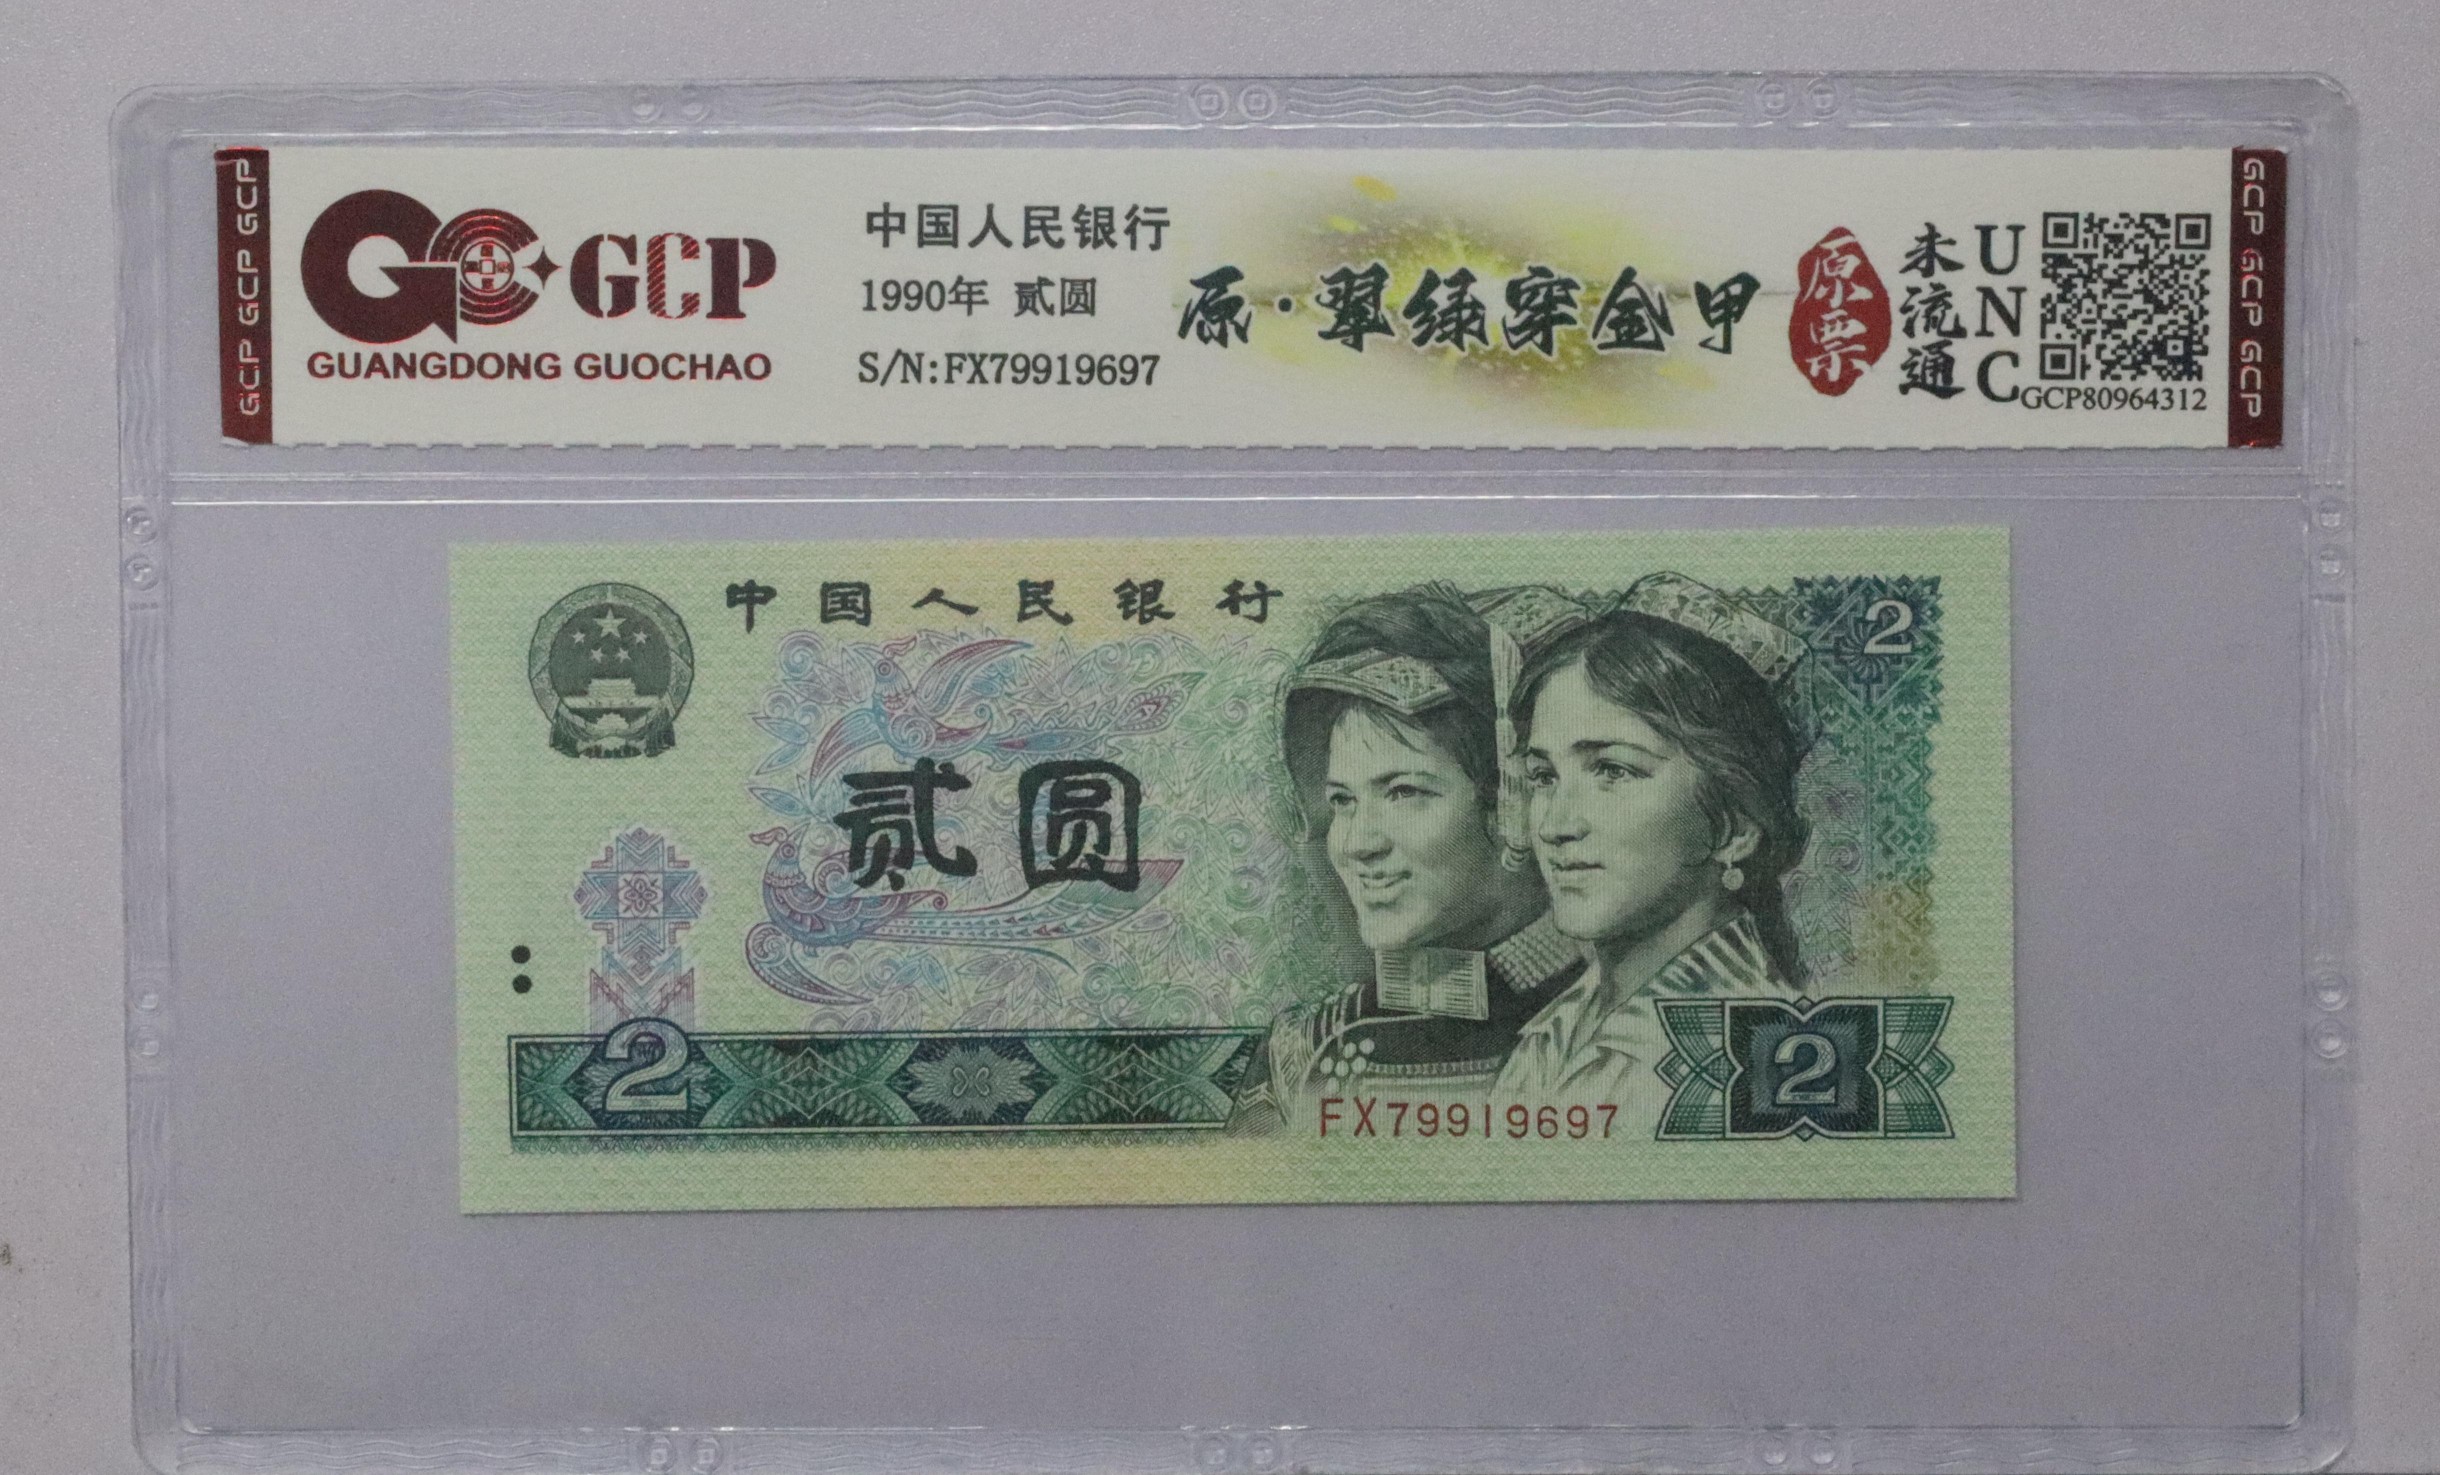 GCP GCP GCP
GCP
GUANGDONG GUOCHAO
中国人民银行
1990年 贰圆
S/N:FX79919697
原·翠绿穿金甲
原票
未流通
UNC
GCP80964312
GCP GCP GCP
中国人民银行
2
贰圆
2
FX79919697
2